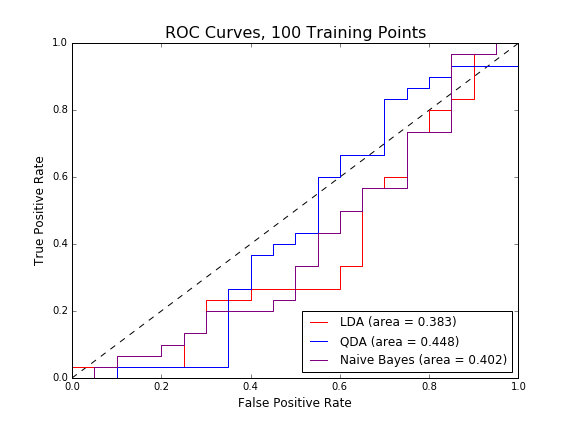 ROC Curves, 100 Training Points
True Positive Rate
1.0
0.8
0.6
0.4
0.2
0.0
LDA (area = 0.383)
QDA (area = 0.448)
Naive Bayes (area = 0.402)
0.0 0.2 0.4 0.6 0.8 1.0
False Positive Rate